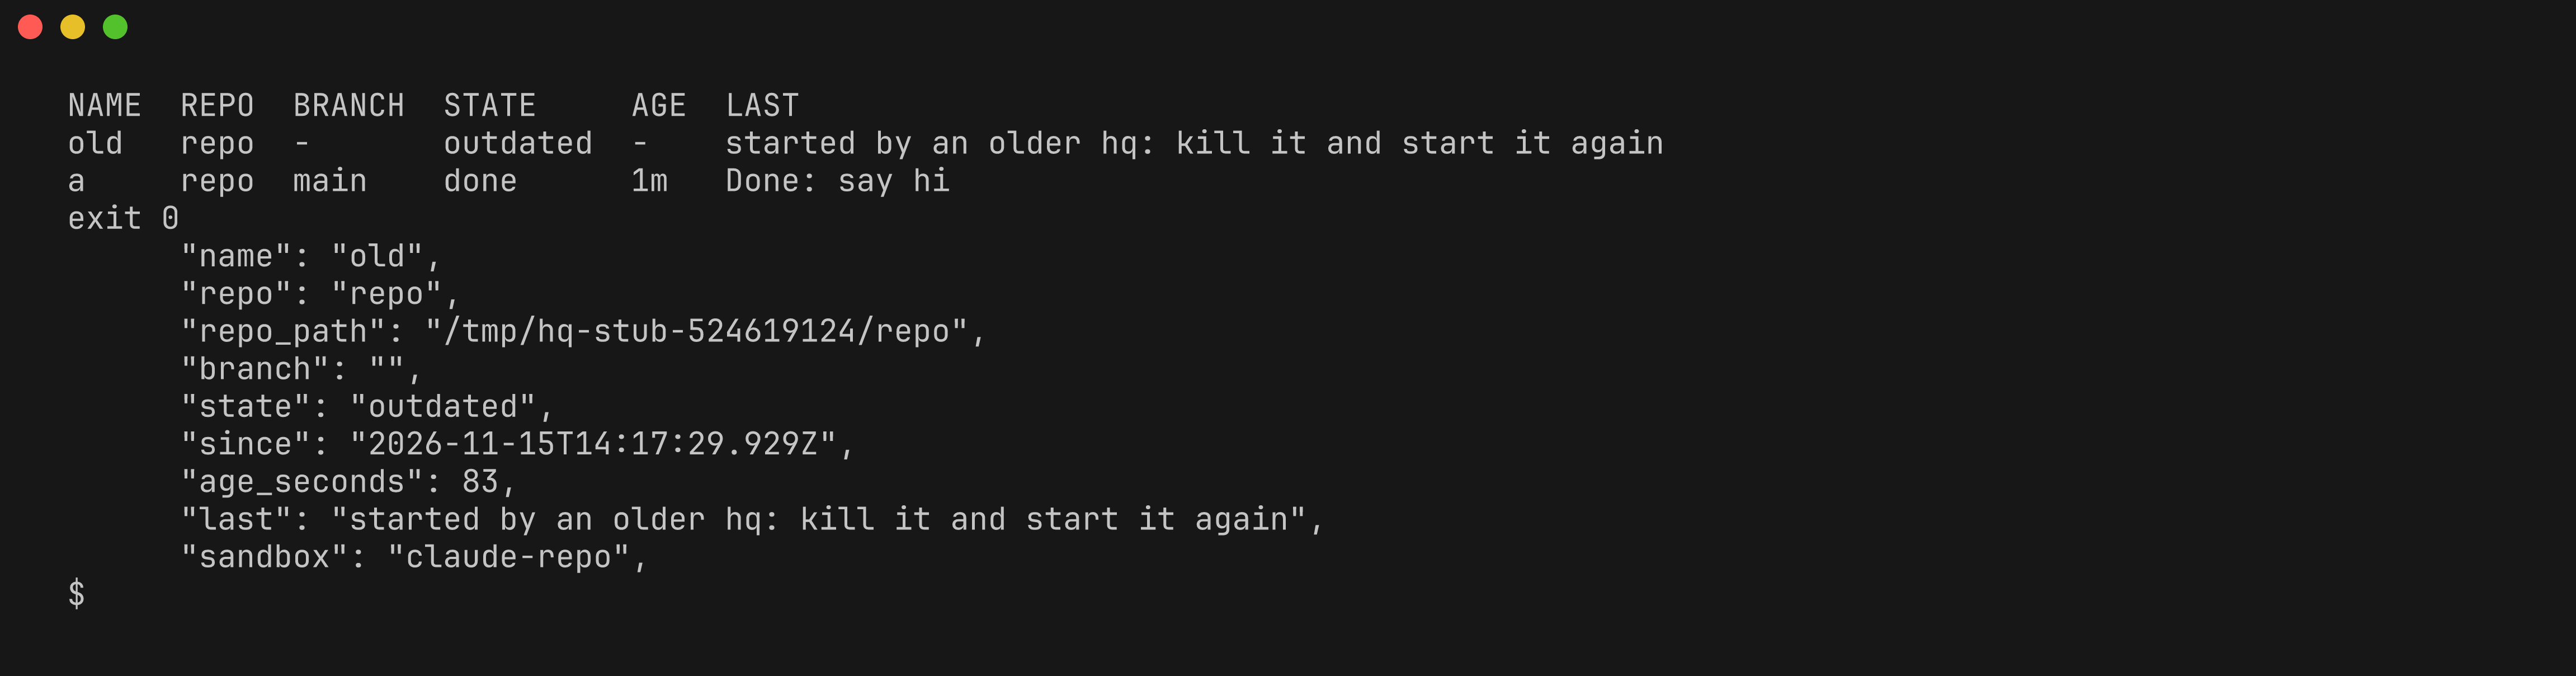 NAME  REPO  BRANCH  STATE     AGE  LAST
old   repo  -       outdated  -    started by an older hq: kill it and start it again
a     repo  main    done      1m   Done: say hi
exit 0
      "name": "old",
      "repo": "repo",
      "repo_path": "/tmp/hq-stub-524619124/repo",
      "branch": "",
      "state": "outdated",
      "since": "2026-11-15T14:17:29.929Z",
      "age_seconds": 83,
      "last": "started by an older hq: kill it and start it again",
      "sandbox": "claude-repo",
$